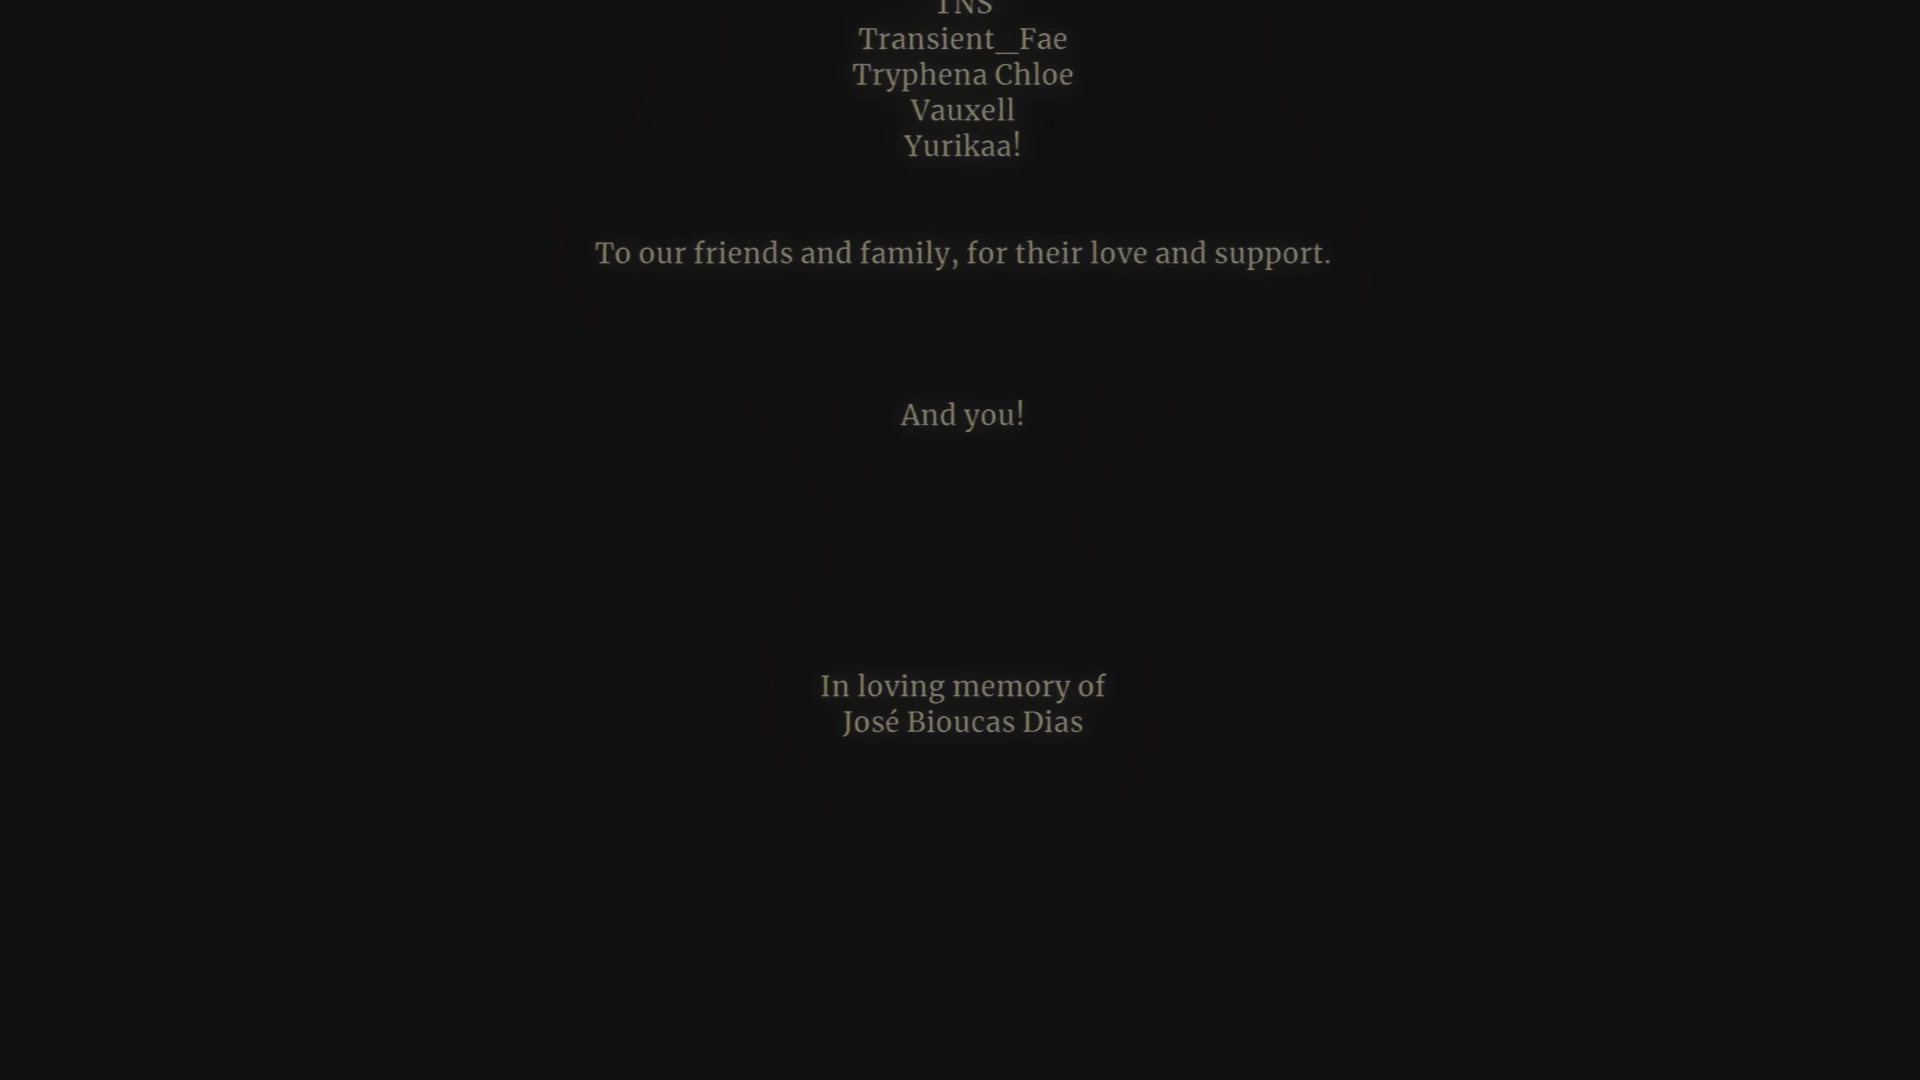 TNS
Transient_Fae
Tryphena Chloe
Vauxell
Yurikaa!
To our friends and family, for their love and support.
And you!
In loving memory of
José Bioucas Dias